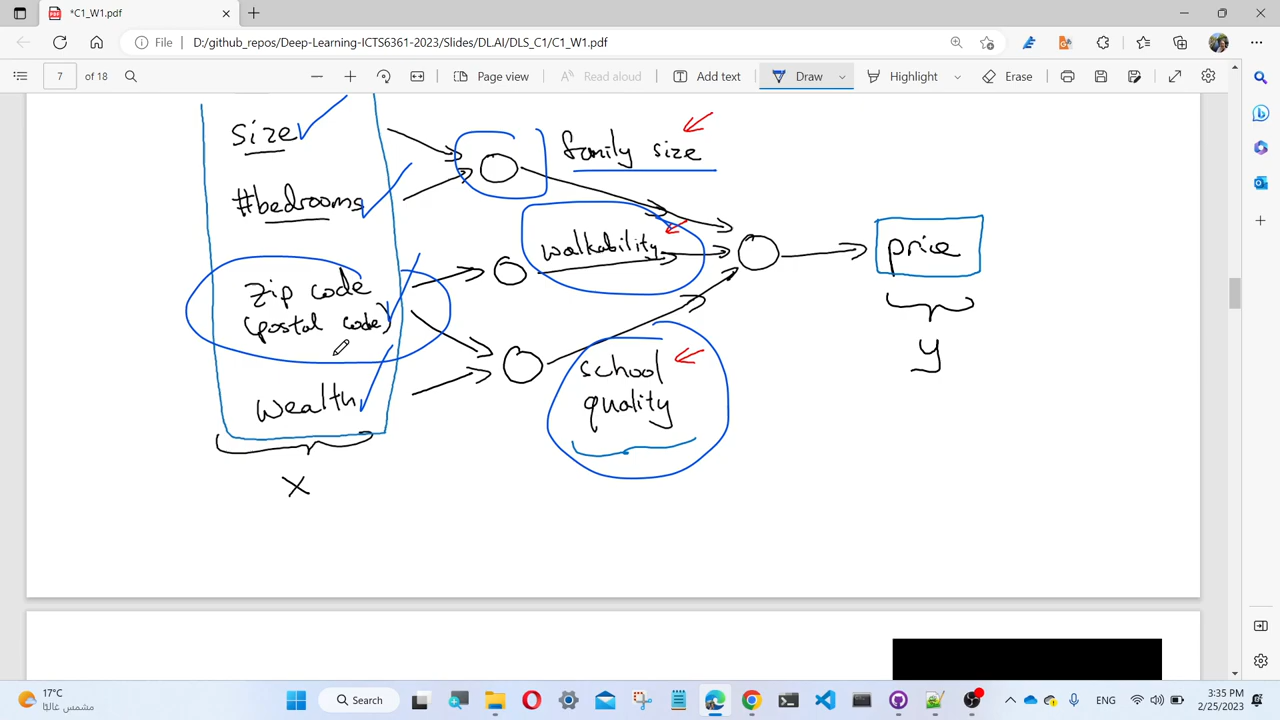 *C1_W1.pdf
File
D:/github_repos/Deep-Learning-ICTS6361-2023/Slides/DL.AI/DLS_C1/C1_W1.pdf
7 of 18
Page view
Read aloud
Add text
Draw
Highlight
Erase
size
family size
#bedrooms
walkability
price
zip code
(postal code)
y
school
quality
wealth
X
17°C
مشمس غالبًا
Search
ENG
3:35 PM
2/25/2023